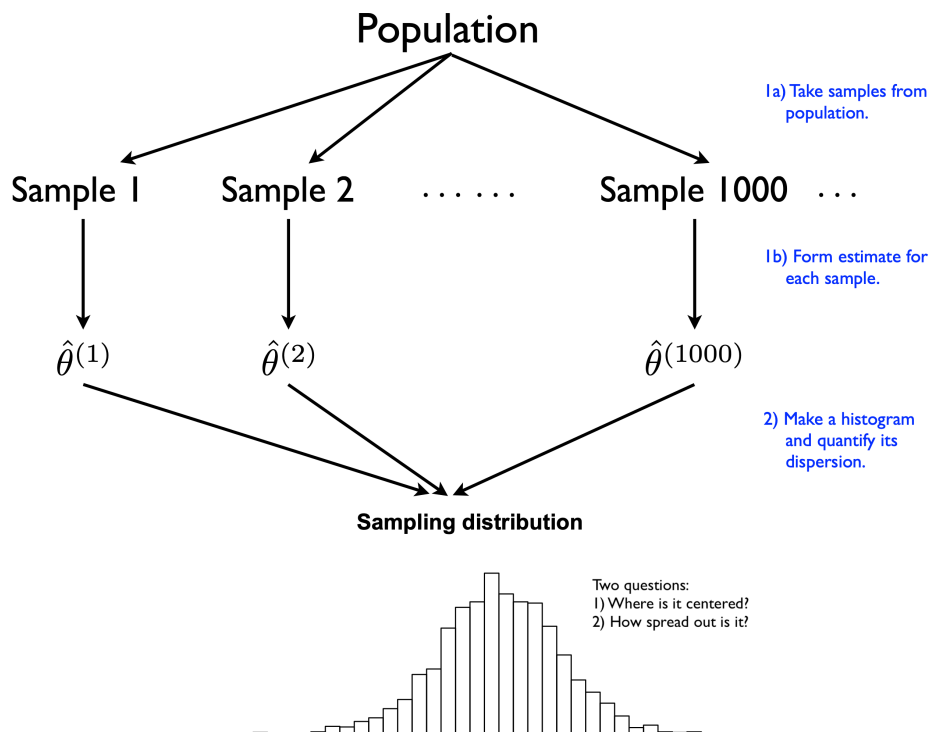 Population
1a) Take samples from
population.
Sample 1 Sample 2 . . . . . . Sample 1000 . . .
1b) Form estimate for
each sample.
θ̂⁽¹⁾ θ̂⁽²⁾ θ̂⁽¹⁰⁰⁰⁾
2) Make a histogram
and quantify its
dispersion.
Sampling distribution
Two questions:
1) Where is it centered?
2) How spread out is it?